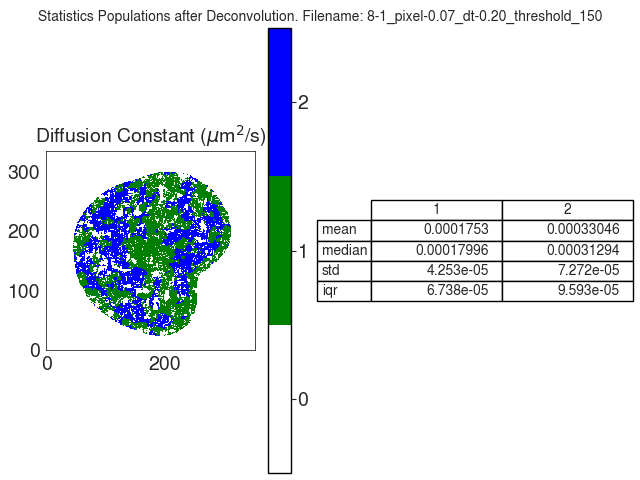 Statistics Populations after Deconvolution. Filename: 8-1_pixel-0.07_dt-0.20_threshold_150
Diffusion Constant (μm²/s)
300
200
100
0
0 200
2
1
0
1 2
mean 0.0001753 0.00033046
median 0.00017996 0.00031294
std 4.253e-05 7.272e-05
iqr 6.738e-05 9.593e-05